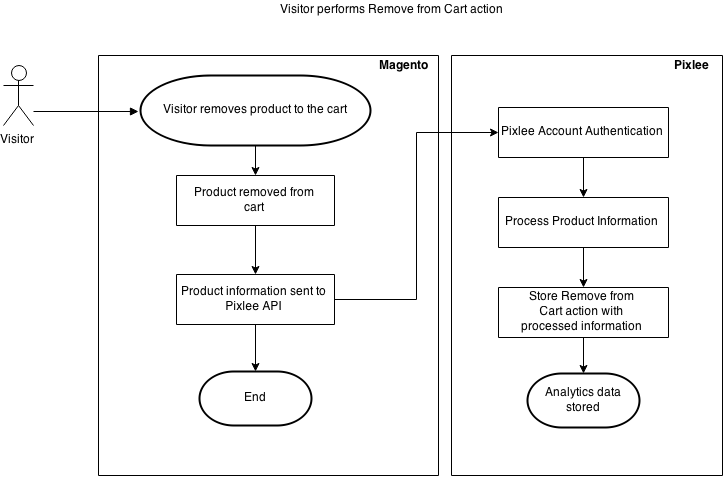 Visitor performs Remove from Cart action
Magento
Pixlee
Visitor
Visitor removes product to the cart
Product removed from
cart
Product information sent to
Pixlee API
End
Pixlee Account Authentication
Process Product Information
Store Remove from
Cart action with
processed information
Analytics data
stored